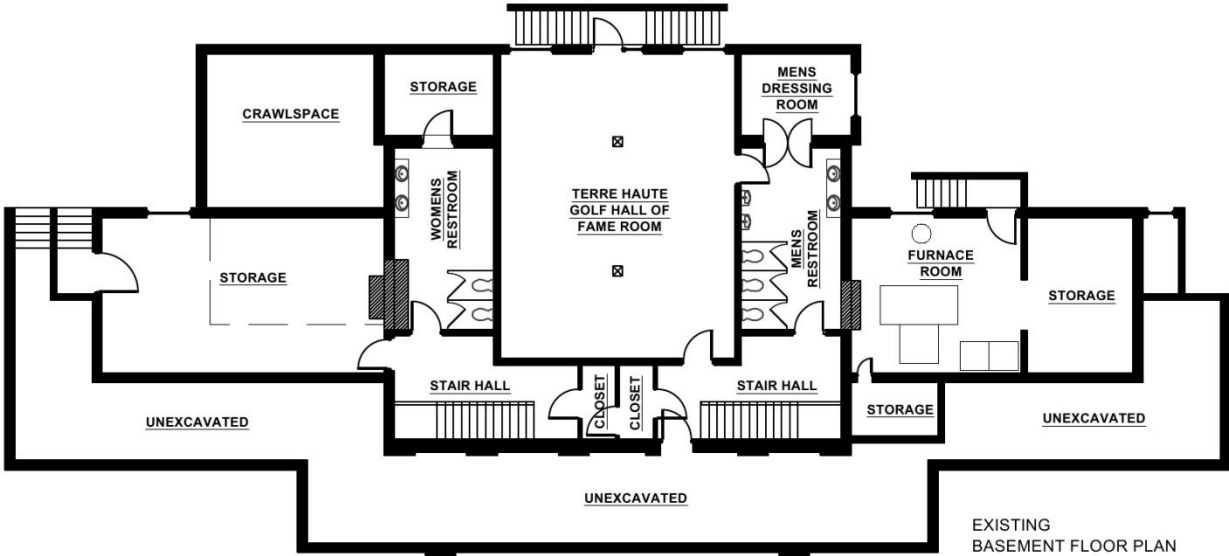 STORAGE
MENS
DRESSING
ROOM
CRAWLSPACE
WOMENS
RESTROOM
TERRE HAUTE
GOLF HALL OF
FAME ROOM
MENS
RESTROOM
STORAGE
FURNACE
ROOM
STORAGE
STAIR HALL
CLOSET
CLOSET
STAIR HALL
STORAGE
UNEXCAVATED
UNEXCAVATED
UNEXCAVATED
EXISTING
BASEMENT FLOOR PLAN